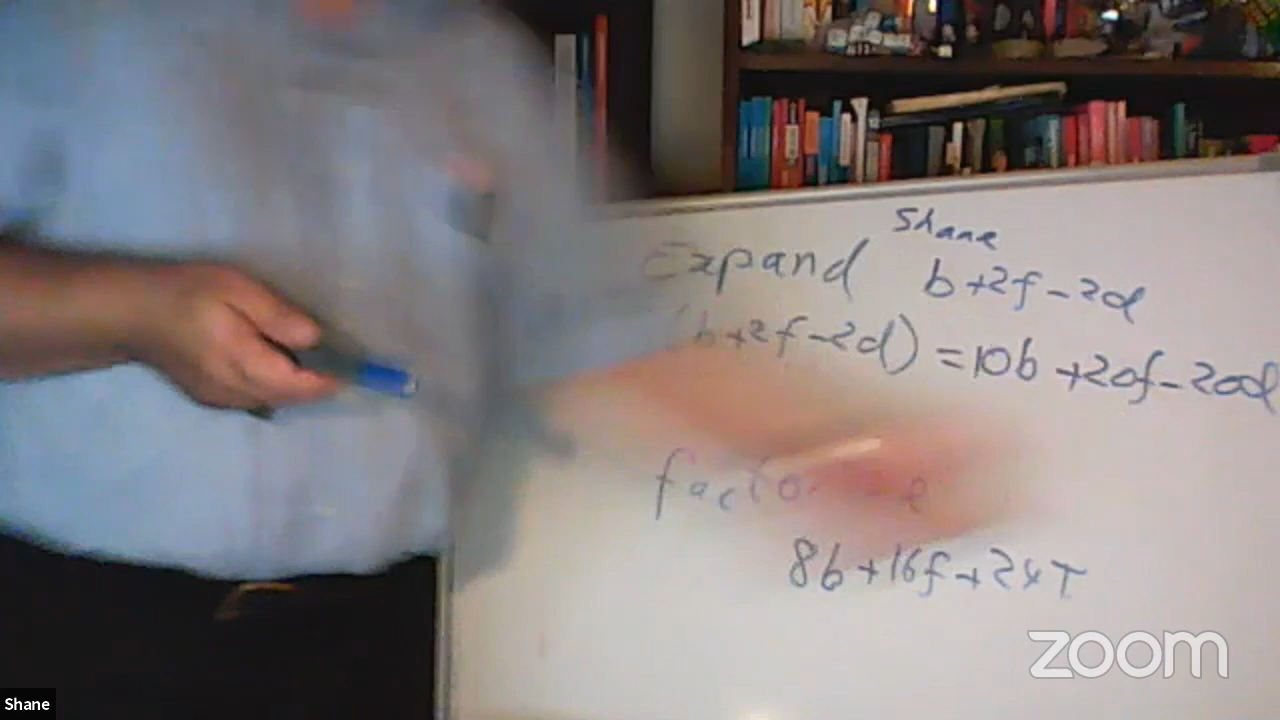 Shane
Expand b+2f-2d
(b+2f-2d) = 10b +20f-20d
8b+16f+24T
zoom
Shane